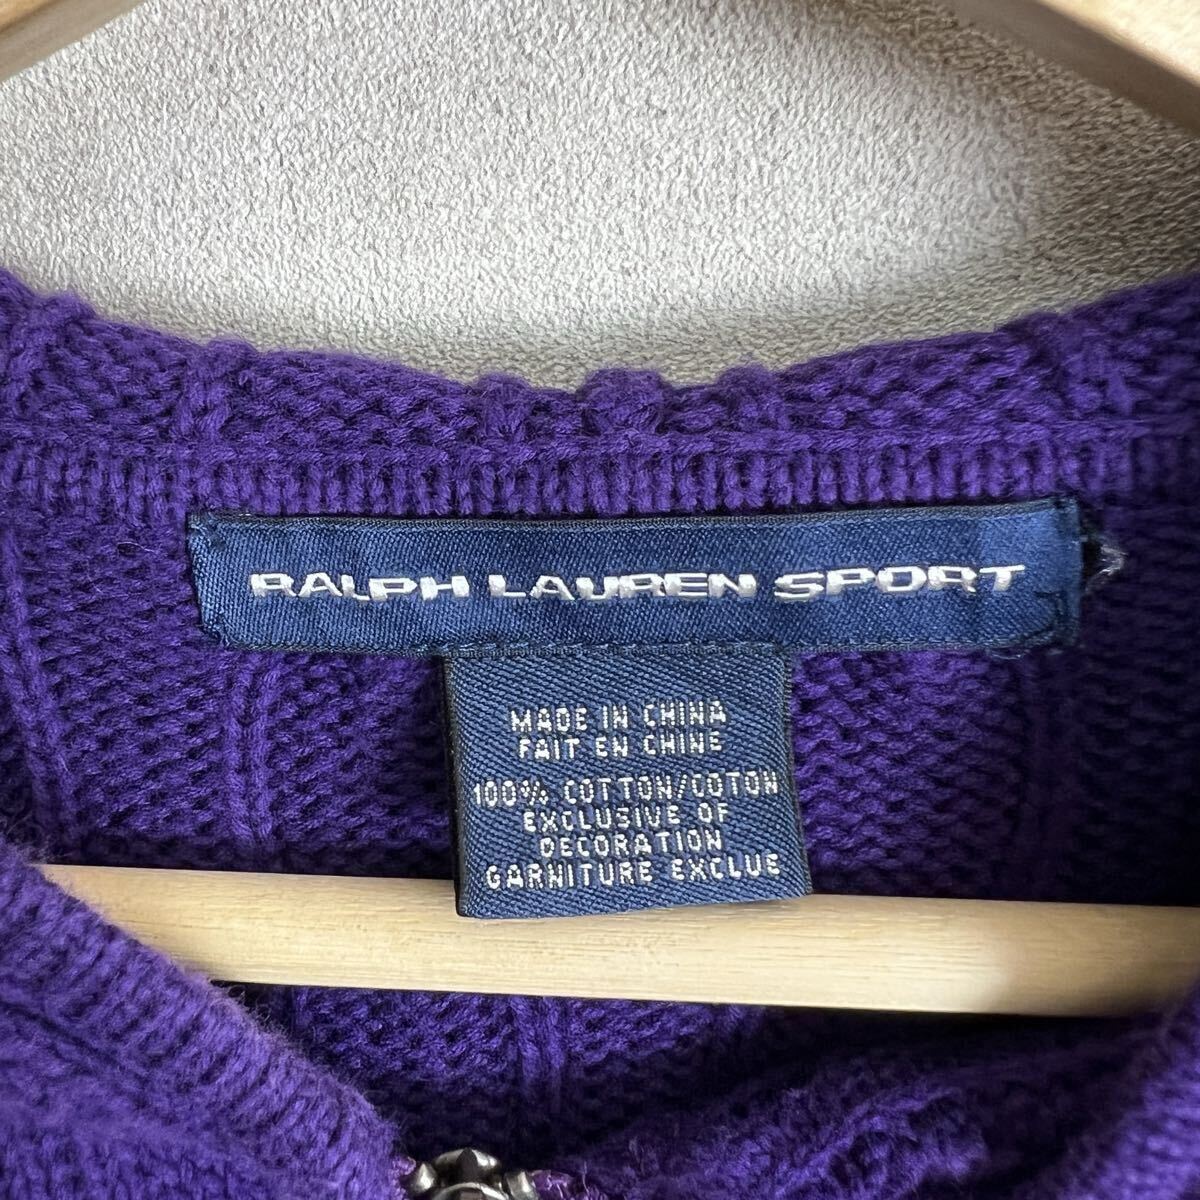 RALPH LAUREN SPORT
MADE IN CHINA
FAIT EN CHINE
100% COTTON/COTON
EXCLUSIVE OF
DECORATION
GARNITURE EXCLUE